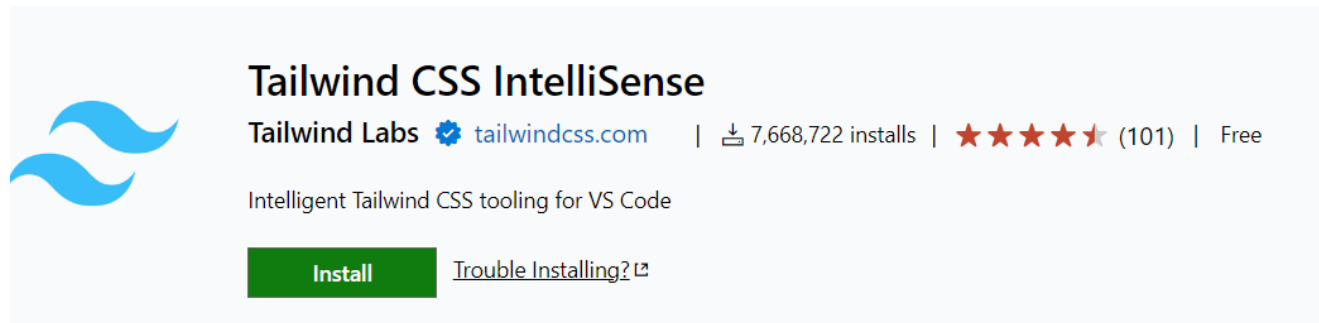 Tailwind CSS IntelliSense
Tailwind Labs tailwindcss.com | 7,668,722 installs | (101) | Free
Intelligent Tailwind CSS tooling for VS Code
Install Trouble Installing?